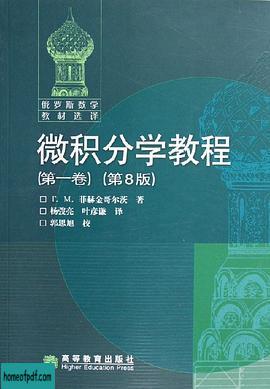 俄罗斯数学
教材选译
微积分学教程
(第一卷) (第8版)
□ Г. М. 菲赫金哥尔茨 著
□ 杨弢亮 叶彦谦 译
□ 郭思旭 校
高等教育出版社
Higher Education Press
homeofpdf.com